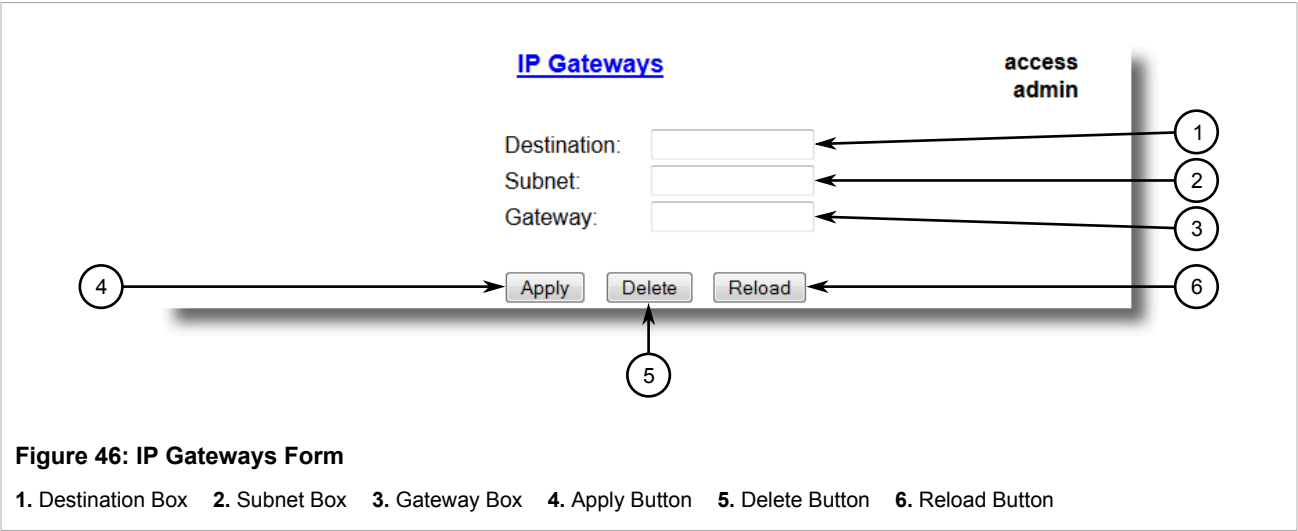 IP Gateways
access
admin
Destination:
1
Subnet:
2
Gateway:
3
4
Apply
Delete
Reload
6
5
Figure 46: IP Gateways Form
1. Destination Box 2. Subnet Box 3. Gateway Box 4. Apply Button 5. Delete Button 6. Reload Button